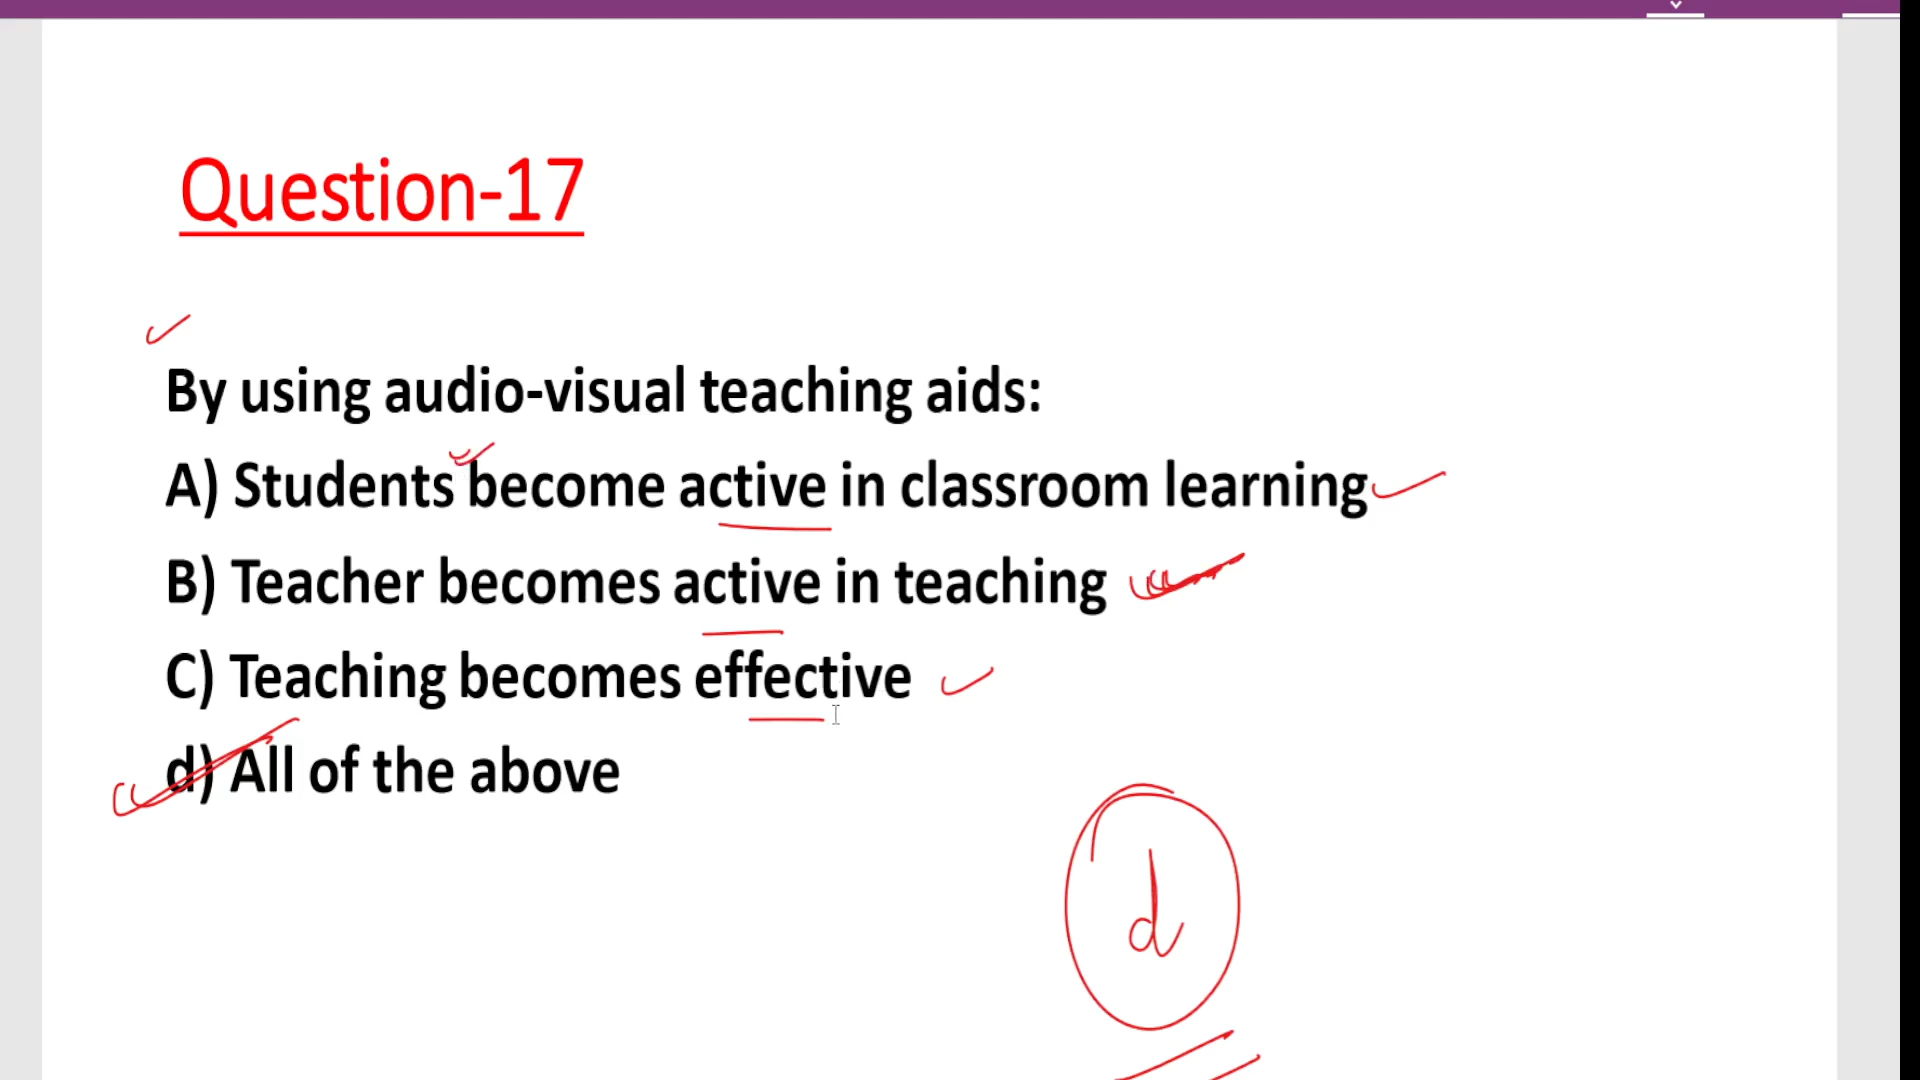 Question-17
By using audio-visual teaching aids:
A) Students become active in classroom learning
B) Teacher becomes active in teaching
C) Teaching becomes effective
d) All of the above
d